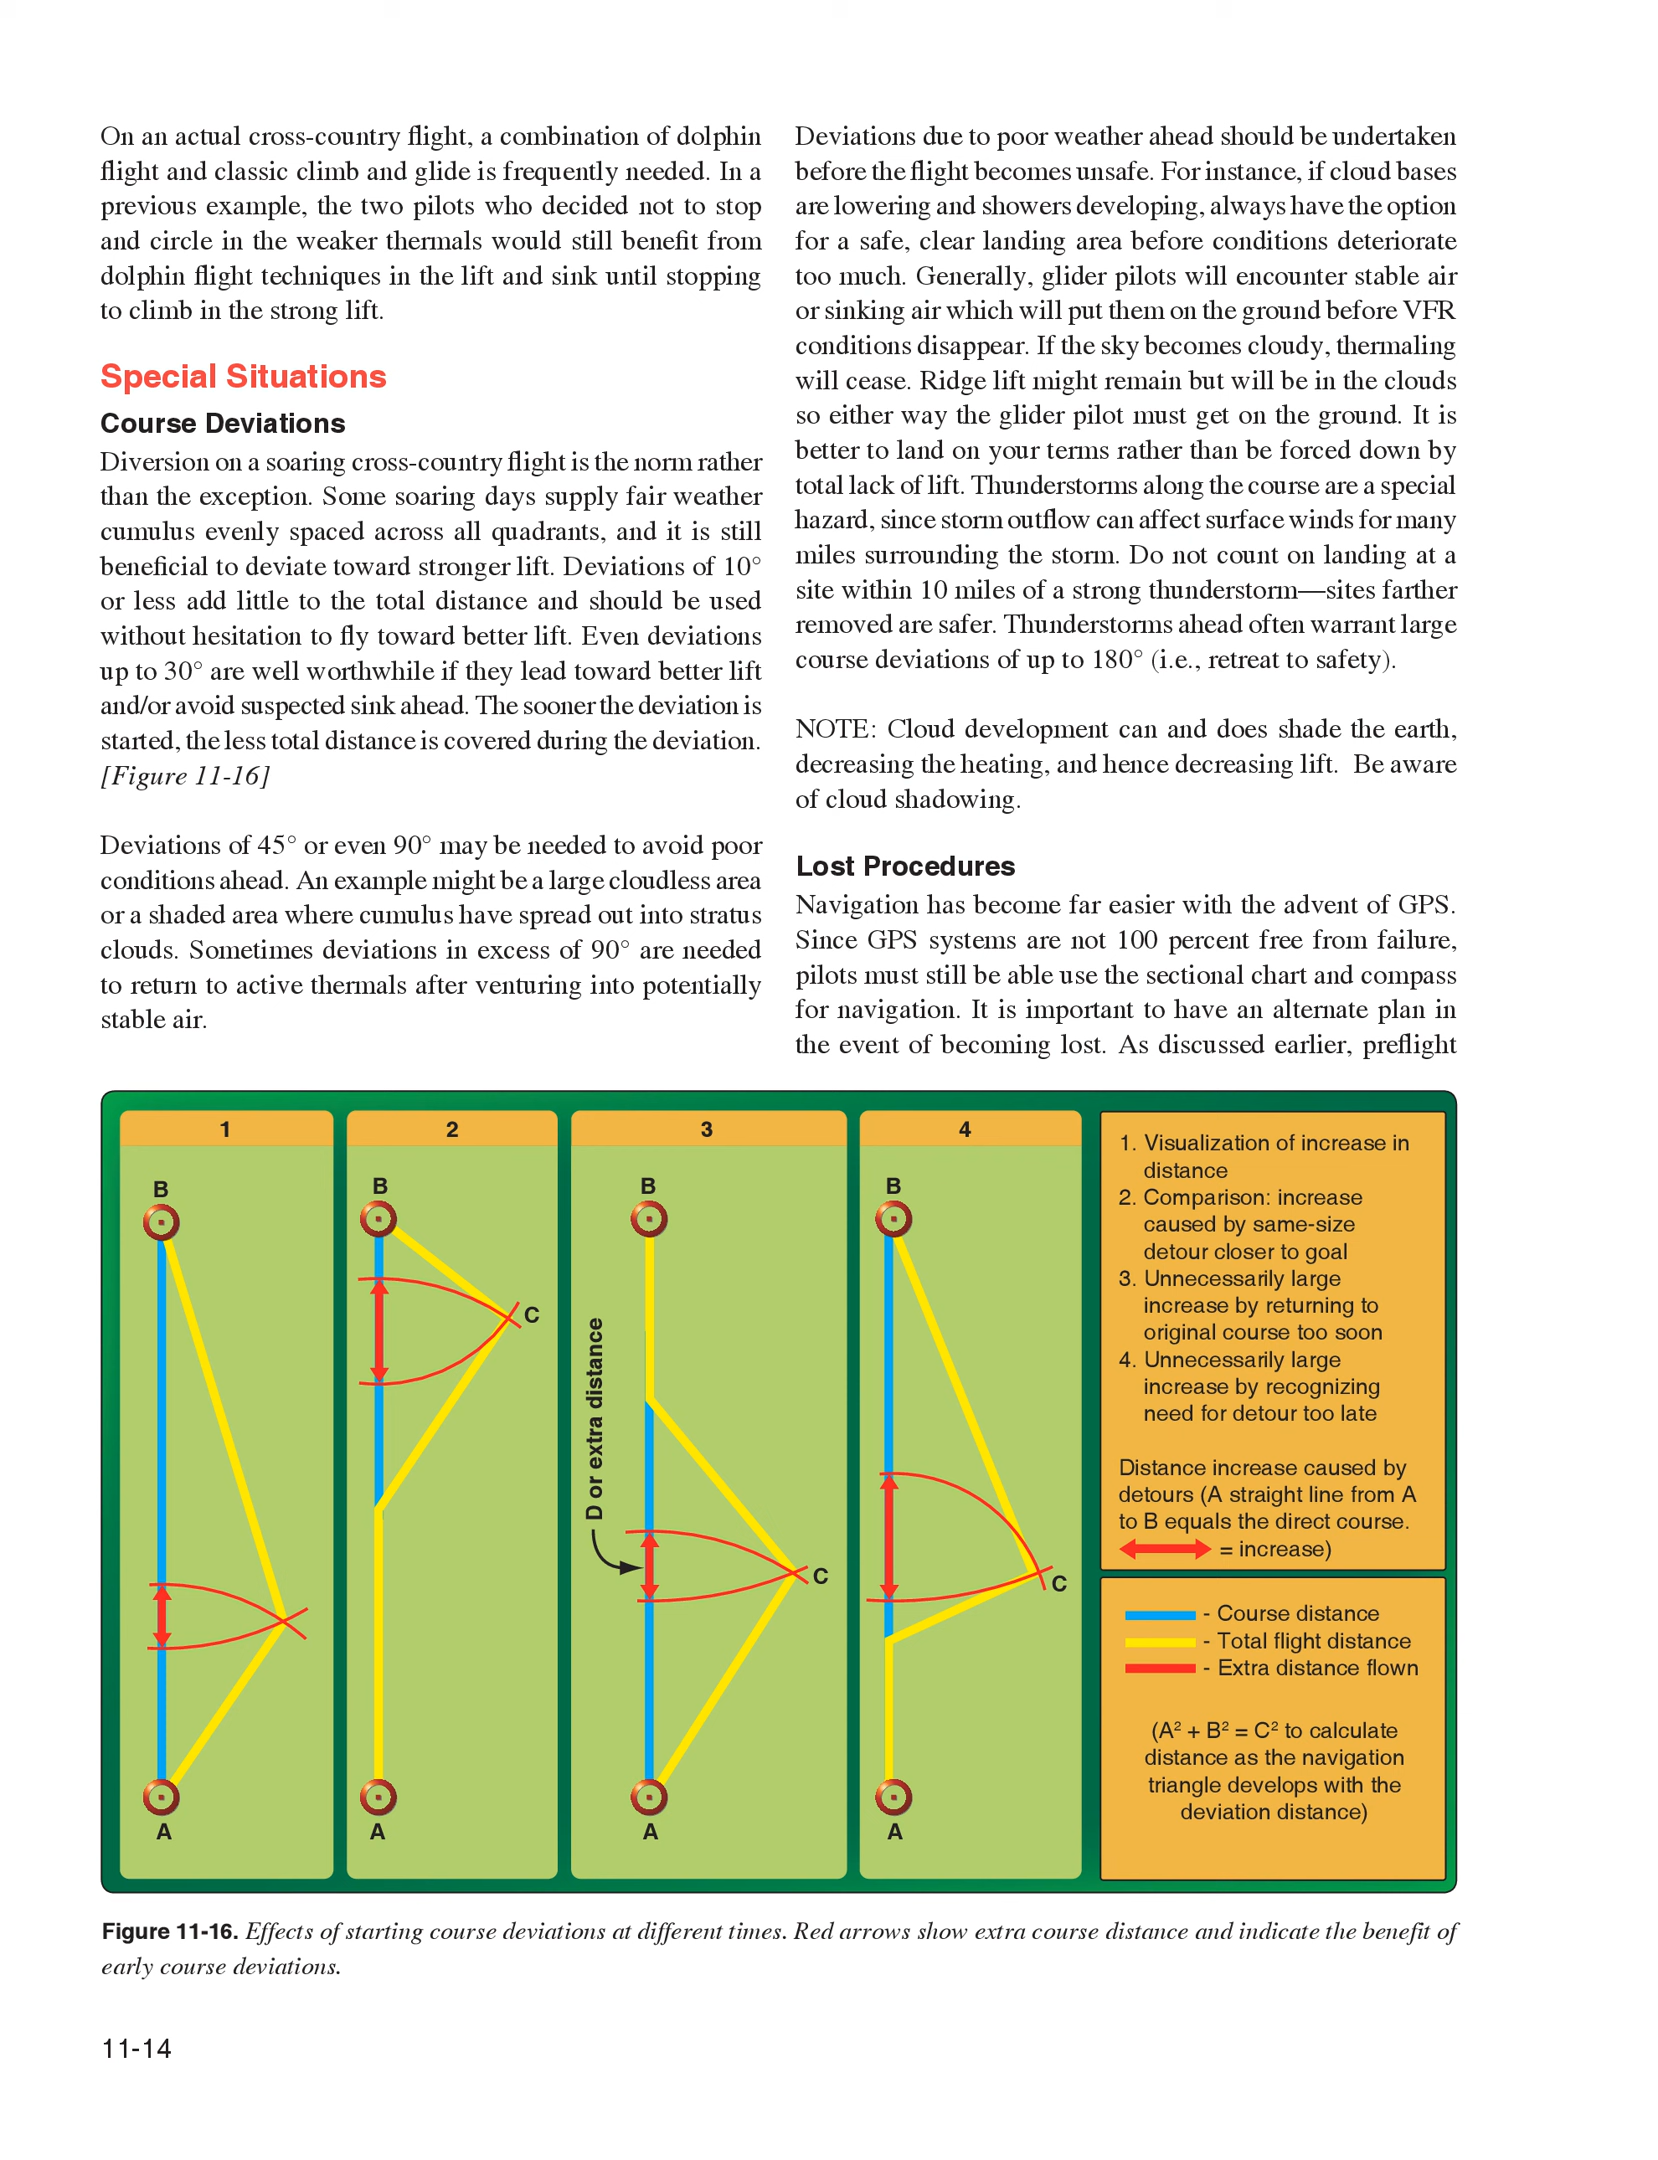 On an actual cross-country flight, a combination of dolphin
flight and classic climb and glide is frequently needed. In a
previous example, the two pilots who decided not to stop
and circle in the weaker thermals would still benefit from
dolphin flight techniques in the lift and sink until stopping
to climb in the strong lift.
Special Situations
Course Deviations
Diversion on a soaring cross-country flight is the norm rather
than the exception. Some soaring days supply fair weather
cumulus evenly spaced across all quadrants, and it is still
beneficial to deviate toward stronger lift. Deviations of 10°
or less add little to the total distance and should be used
without hesitation to fly toward better lift. Even deviations
up to 30° are well worthwhile if they lead toward better lift
and/or avoid suspected sink ahead. The sooner the deviation is
started, the less total distance is covered during the deviation.
[Figure 11-16]
Deviations of 45° or even 90° may be needed to avoid poor
conditions ahead. An example might be a large cloudless area
or a shaded area where cumulus have spread out into stratus
clouds. Sometimes deviations in excess of 90° are needed
to return to active thermals after venturing into potentially
stable air.
Deviations due to poor weather ahead should be undertaken
before the flight becomes unsafe. For instance, if cloud bases
are lowering and showers developing, always have the option
for a safe, clear landing area before conditions deteriorate
too much. Generally, glider pilots will encounter stable air
or sinking air which will put them on the ground before VFR
conditions disappear. If the sky becomes cloudy, thermaling
will cease. Ridge lift might remain but will be in the clouds
so either way the glider pilot must get on the ground. It is
better to land on your terms rather than be forced down by
total lack of lift. Thunderstorms along the course are a special
hazard, since storm outflow can affect surface winds for many
miles surrounding the storm. Do not count on landing at a
site within 10 miles of a strong thunderstorm—sites farther
removed are safer. Thunderstorms ahead often warrant large
course deviations of up to 180° (i.e., retreat to safety).
NOTE: Cloud development can and does shade the earth,
decreasing the heating, and hence decreasing lift.  Be aware
of cloud shadowing.
Lost Procedures
Navigation has become far easier with the advent of GPS.
Since GPS systems are not 100 percent free from failure,
pilots must still be able use the sectional chart and compass
for navigation. It is important to have an alternate plan in
the event of becoming lost. As discussed earlier, preflight
1
B
A
2
B
C
A
3
B
D or extra distance
C
A
4
B
C
A
1. Visualization of increase in
distance
2. Comparison: increase
caused by same-size
detour closer to goal
3. Unnecessarily large
increase by returning to
original course too soon
4. Unnecessarily large
increase by recognizing
need for detour too late
Distance increase caused by
detours (A straight line from A
to B equals the direct course.
= increase)
- Course distance
- Total flight distance
- Extra distance flown
(A² + B² = C² to calculate
distance as the navigation
triangle develops with the
deviation distance)
Figure 11-16. Effects of starting course deviations at different times. Red arrows show extra course distance and indicate the benefit of
early course deviations.
11-14